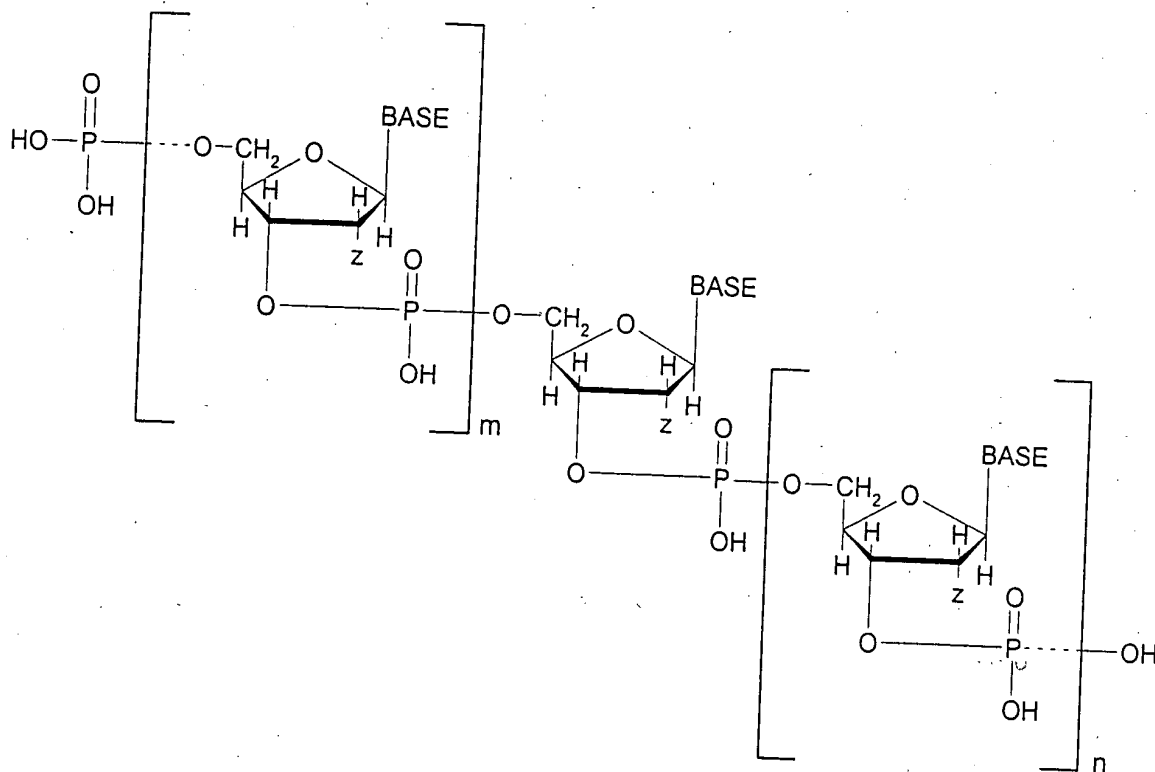 O
BASE
HO-P-----O-CH2 O
H H
OH
H H
z
O
BASE
O P O-CH2 O
H H
OH
H H
m
z
O
BASE
O P O-CH2 O
H H
OH
H H
z
O
O P-----OH
OH
n